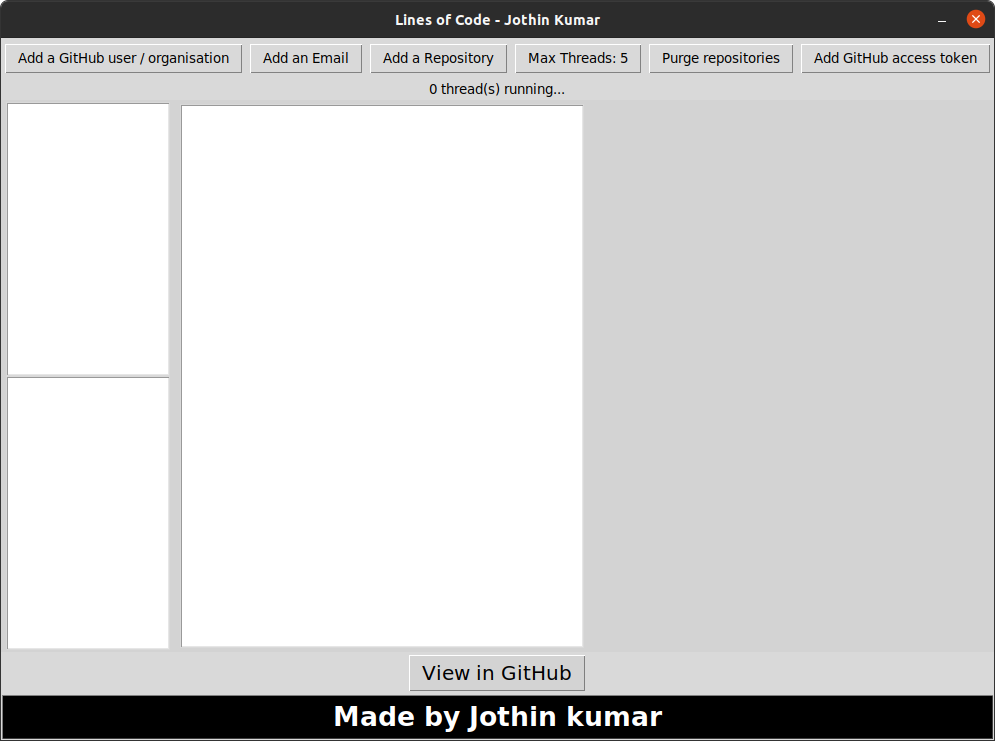 Lines of Code - Jothin Kumar
Add a GitHub user / organisation
Add an Email
Add a Repository
Max Threads: 5
Purge repositories
Add GitHub access token
0 thread(s) running...
View in GitHub
Made by Jothin kumar